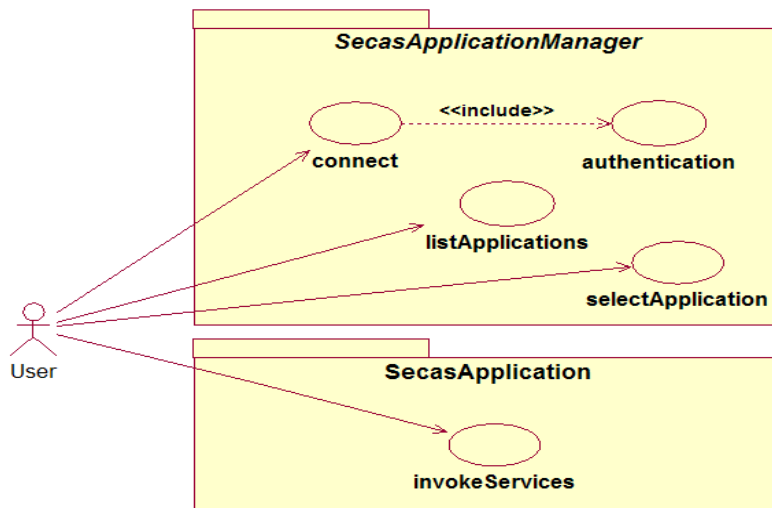 SecasApplicationManager
<<include>>
connect
authentication
listApplications
selectApplication
User
SecasApplication
invokeServices